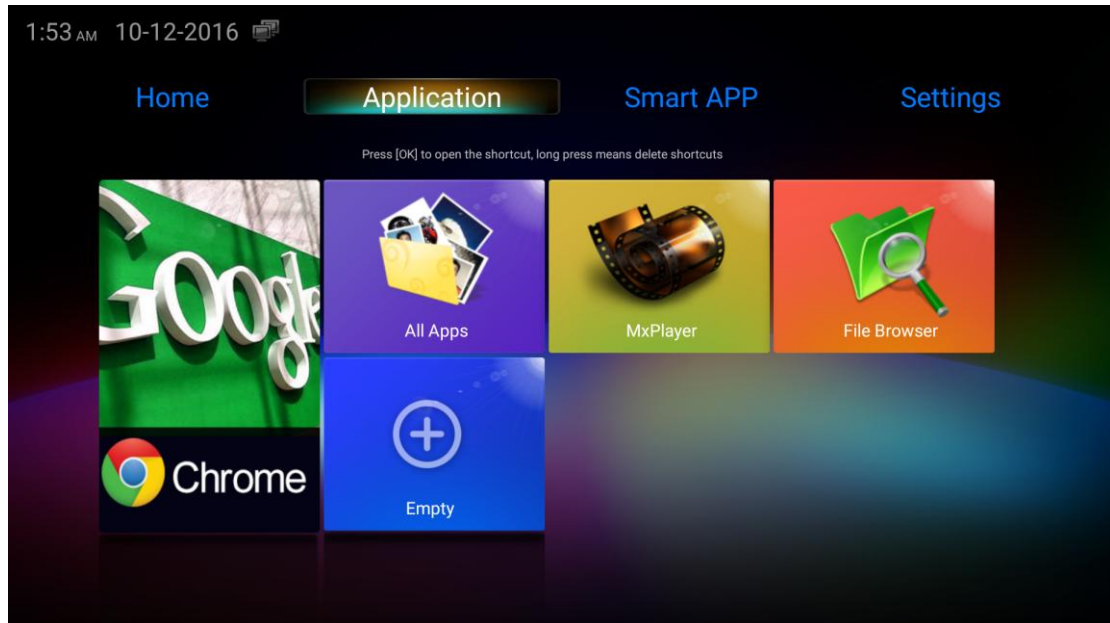 1:53 AM 10-12-2016
Home Application Smart APP Settings
Press [OK] to open the shortcut, long press means delete shortcuts
Google
Chrome
All Apps
MxPlayer
File Browser
Empty